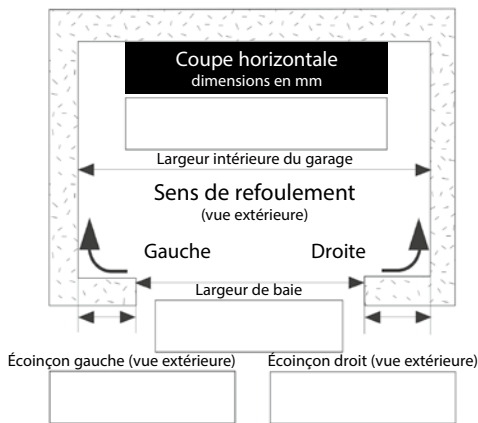 Coupe horizontale
dimensions en mm
Largeur intérieure du garage
Sens de refoulement
(vue extérieure)
Gauche Droite
Largeur de baie
Écoinçon gauche (vue extérieure) Écoinçon droit (vue extérieure)